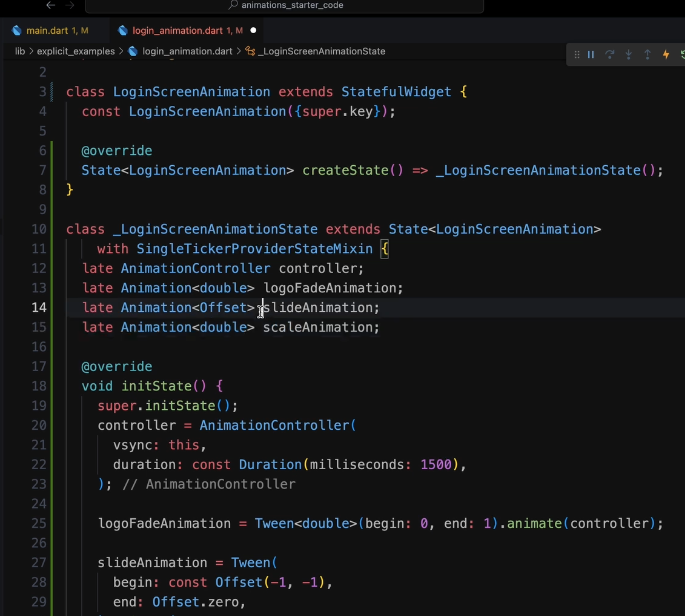 animations_starter_code
main.dart 1, M
login_animation.dart 1, M
lib > explicit_examples > login_animation.dart > _LoginScreenAnimationState
2
3 class LoginScreenAnimation extends StatefulWidget {
4 const LoginScreenAnimation({super.key});
5
6 @override
7 State<LoginScreenAnimation> createState() => _LoginScreenAnimationState();
8 }
9
10 class _LoginScreenAnimationState extends State<LoginScreenAnimation>
11 with SingleTickerProviderStateMixin {
12 late AnimationController controller;
13 late Animation<double> logoFadeAnimation;
14 late Animation<Offset> slideAnimation;
15 late Animation<double> scaleAnimation;
16
17 @override
18 void initState() {
19 super.initState();
20 controller = AnimationController(
21 vsync: this,
22 duration: const Duration(milliseconds: 1500),
23 ); // AnimationController
24
25 logoFadeAnimation = Tween<double>(begin: 0, end: 1).animate(controller);
26
27 slideAnimation = Tween(
28 begin: const Offset(-1, -1),
29 end: Offset.zero,